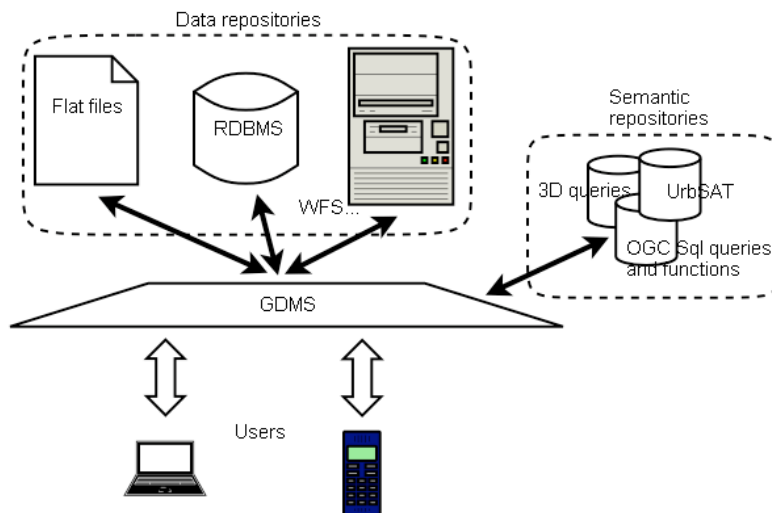 Data repositories
Flat files
RDBMS
WFS...
Semantic
repositories
3D queries
UrbSAT
OGC Sql queries
and functions
GDMS
Users